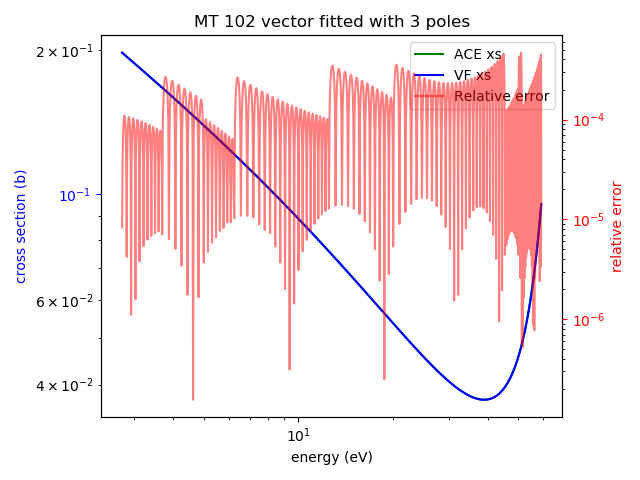 MT 102 vector fitted with 3 poles
ACE xs
VF xs
Relative error
2 × 10⁻¹
10⁻¹
6 × 10⁻²
4 × 10⁻²
cross section (b)
10⁻⁴
10⁻⁵
10⁻⁶
relative error
10¹
energy (eV)